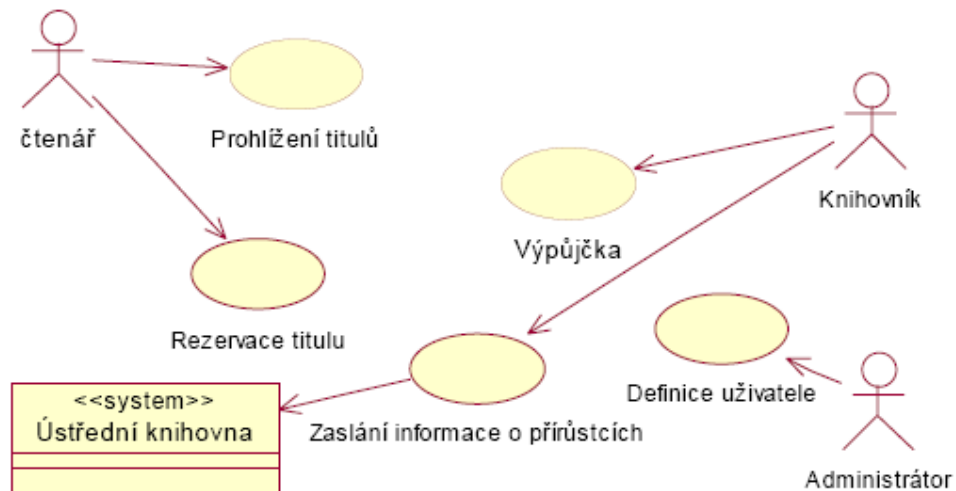 čtenář
Prohlížení titulů
Knihovník
Výpůjčka
Rezervace titulu
Definice uživatele
<<system>>
Ústřední knihovna
Zaslání informace o přírůstcích
Administrátor